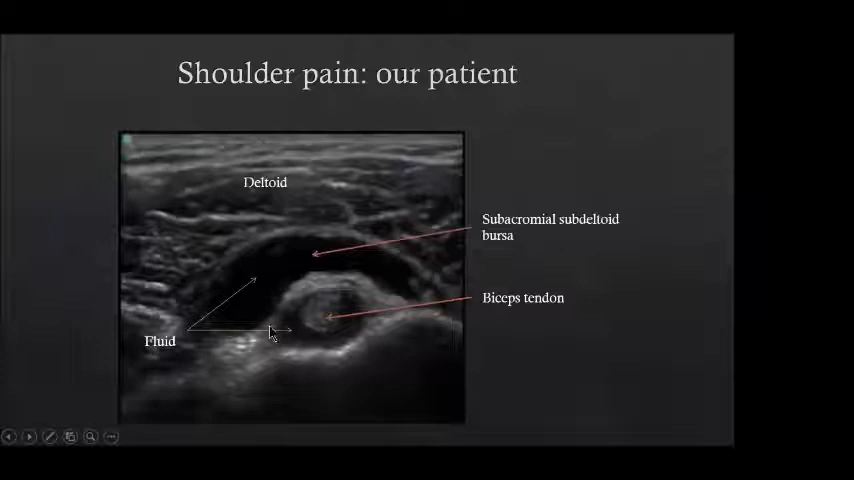 Shoulder pain: our patient
Deltoid
Subacromial subdeltoid
bursa
Biceps tendon
Fluid